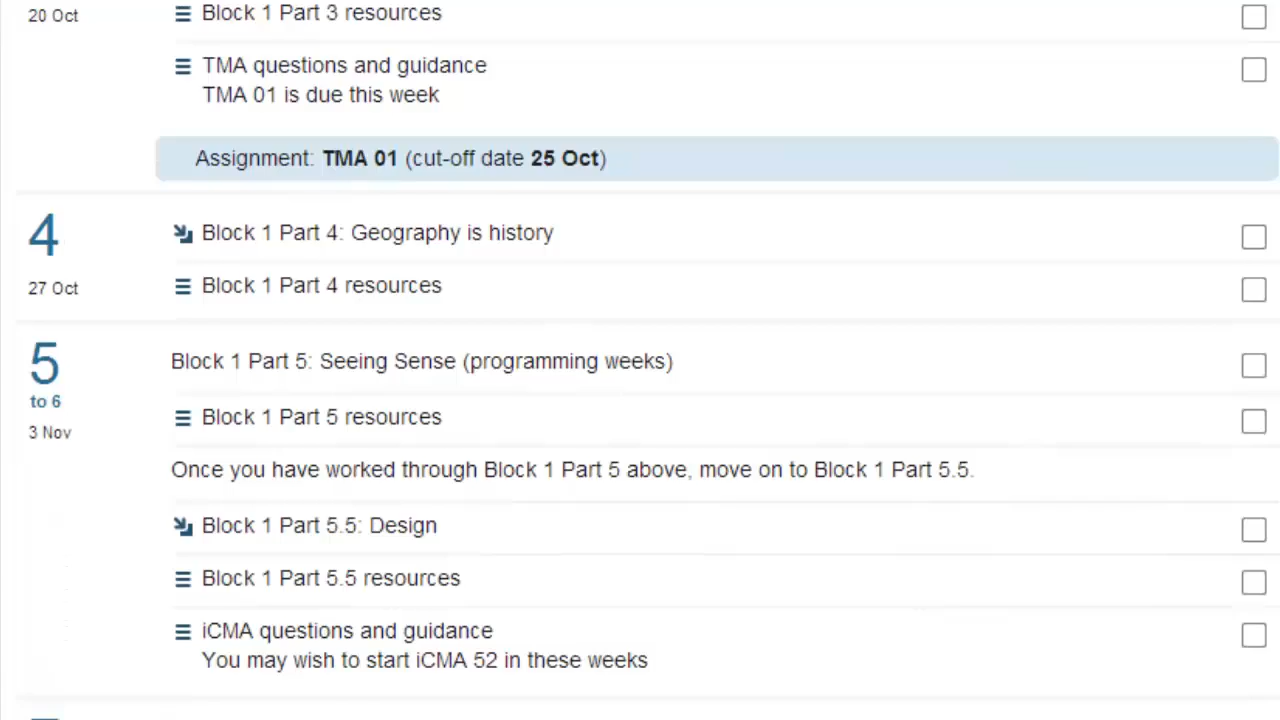 20 Oct
Block 1 Part 3 resources
TMA questions and guidance
TMA 01 is due this week
Assignment: TMA 01 (cut-off date 25 Oct)
4
27 Oct
Block 1 Part 4: Geography is history
Block 1 Part 4 resources
5
to 6
3 Nov
Block 1 Part 5: Seeing Sense (programming weeks)
Block 1 Part 5 resources
Once you have worked through Block 1 Part 5 above, move on to Block 1 Part 5.5.
Block 1 Part 5.5: Design
Block 1 Part 5.5 resources
iCMA questions and guidance
You may wish to start iCMA 52 in these weeks